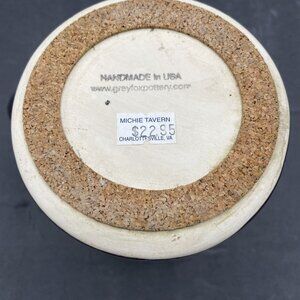 HANDMADE in USA
www.greyfoxpottery.com
MICHIE TAVERN
$22.95
CHARLOTTESVILLE, VA